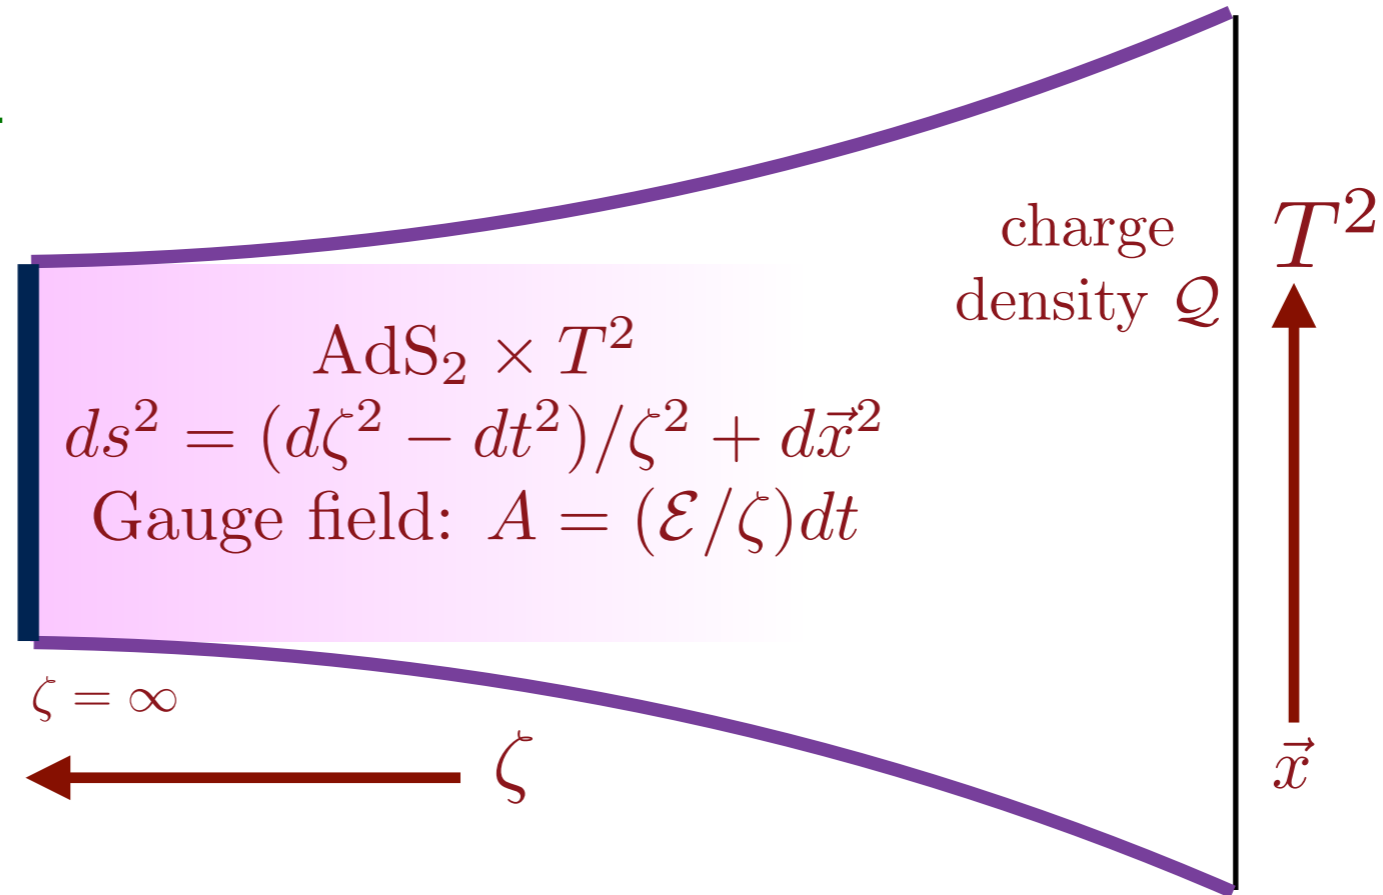 charge
density 𝒬
T²
AdS₂ × T²
ds² = (dζ² − dt²)/ζ² + dx⃗²
Gauge field: A = (ℰ/ζ)dt
ζ = ∞
ζ
x⃗